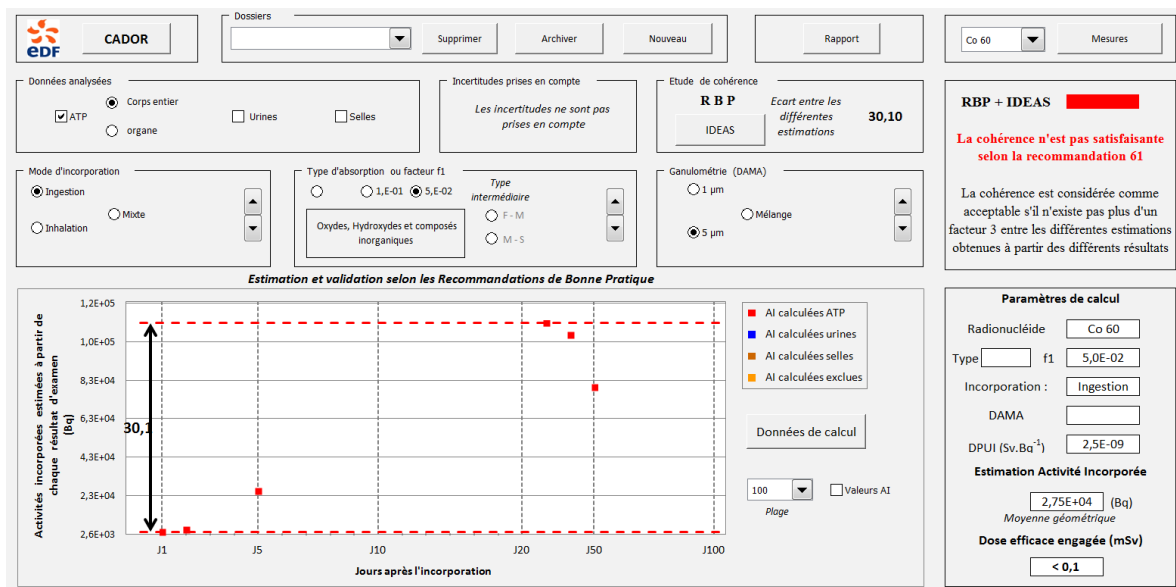 eDF
CADOR
Dossiers
Supprimer
Archiver
Nouveau
Rapport
Co 60
Mesures
Données analysées
ATP
Corps entier
organe
Urines
Selles
Incertitudes prises en compte
Les incertitudes ne sont pas
prises en compte
Etude de cohérence
R B P
IDEAS
Ecart entre les
différentes
estimations
30,10
RBP + IDEAS
La cohérence n'est pas satisfaisante
selon la recommandation 61
La cohérence est considérée comme
acceptable s'il n'existe pas plus d'un
facteur 3 entre les différentes estimations
obtenues à partir des différents résultats
Mode d'incorporation
Ingestion
Mixte
Inhalation
Type d'absorption ou facteur f1
1,E-01
5,E-02
Oxydes, Hydroxydes et composés
inorganiques
Type
intermédiaire
F - M
M - S
Ganulométrie (DAMA)
1 µm
Mélange
5 µm
Estimation et validation selon les Recommandations de Bonne Pratique
Activités incorporées estimées à partir de
chaque résultat d'examen
(Bq)
1,2E+05
1,0E+05
8,3E+04
6,3E+04
4,3E+04
2,3E+04
2,6E+03
30,1
J1
J5
J10
J20
J50
J100
Jours après l'incorporation
AI calculées ATP
AI calculées urines
AI calculées selles
AI calculées exclues
Données de calcul
100
Valeurs AI
Plage
Paramètres de calcul
Radionucléide Co 60
Type f1 5,0E-02
Incorporation : Ingestion
DAMA
DPUI (Sv.Bq⁻¹) 2,5E-09
Estimation Activité Incorporée
2,75E+04 (Bq)
Moyenne géométrique
Dose efficace engagée (mSv)
< 0,1